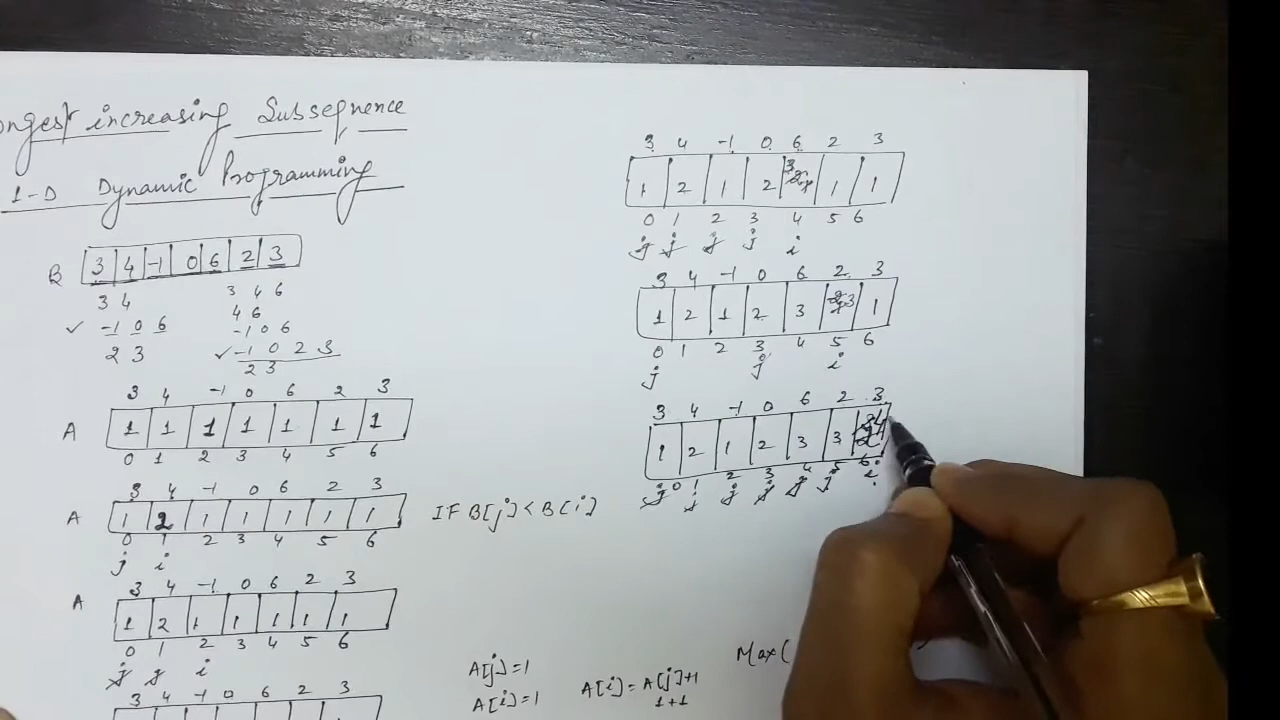 ongest increasing Subsequence
1-D Dynamic Programming
B 3 4 -1 0 6 2 3
3 4
✓ -1 0 6
2 3
3 4 6
4 6
-1 0 6
✓ -1 0 2 3
2 3
3 4 -1 0 6 2 3
A 1 1 1 1 1 1 1
0 1 2 3 4 5 6
3 4 -1 0 6 2 3
A 1 2 1 1 1 1 1
0 1 2 3 4 5 6
j i
IF B[j] < B[i]
3 4 -1 0 6 2 3
A 1 2 1 1 1 1 1
0 1 2 3 4 5 6
j j i
3 4 -1 0 6 2 3
A[j]=1
A[i]=1
A[i]=A[j]+1
1+1
Max(
3 4 -1 0 6 2 3
1 2 1 2 3 1 1
0 1 2 3 4 5 6
j j j j i
3 4 -1 0 6 2 3
1 2 1 2 3 3 1
0 1 2 3 4 5 6
j j i
3 4 -1 0 6 2 3
1 2 1 2 3 3 4
0 1 2 3 4 5 6
j j j j j j i